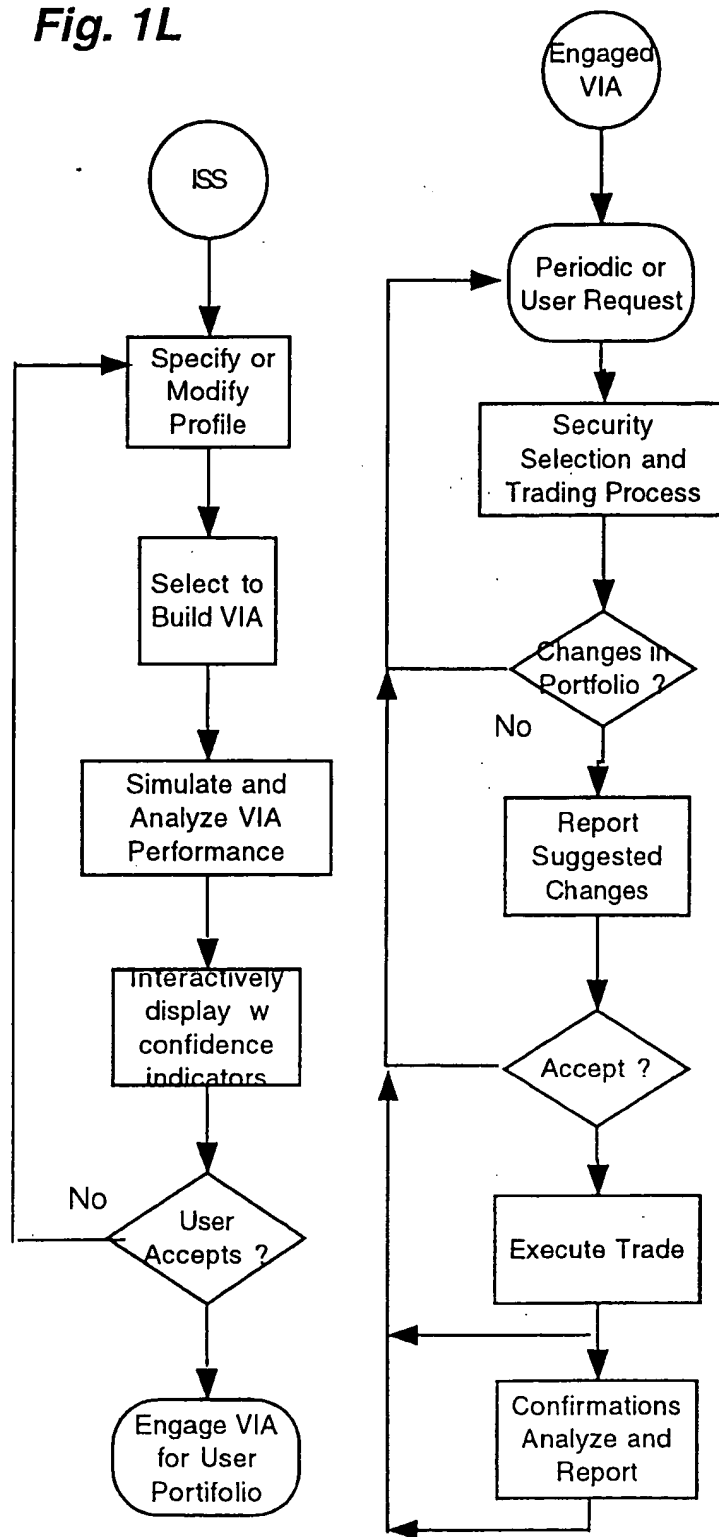 Fig. 1L
ISS
Specify or
Modify
Profile
Select to
Build VIA
Simulate and
Analyze VIA
Performance
Interactively
display w
confidence
indicators
No
User
Accepts ?
Engage VIA
for User
Portifolio
Engaged
VIA
Periodic or
User Request
Security
Selection and
Trading Process
Changes in
Portfolio ?
No
Report
Suggested
Changes
Accept ?
Execute Trade
Confirmations
Analyze and
Report